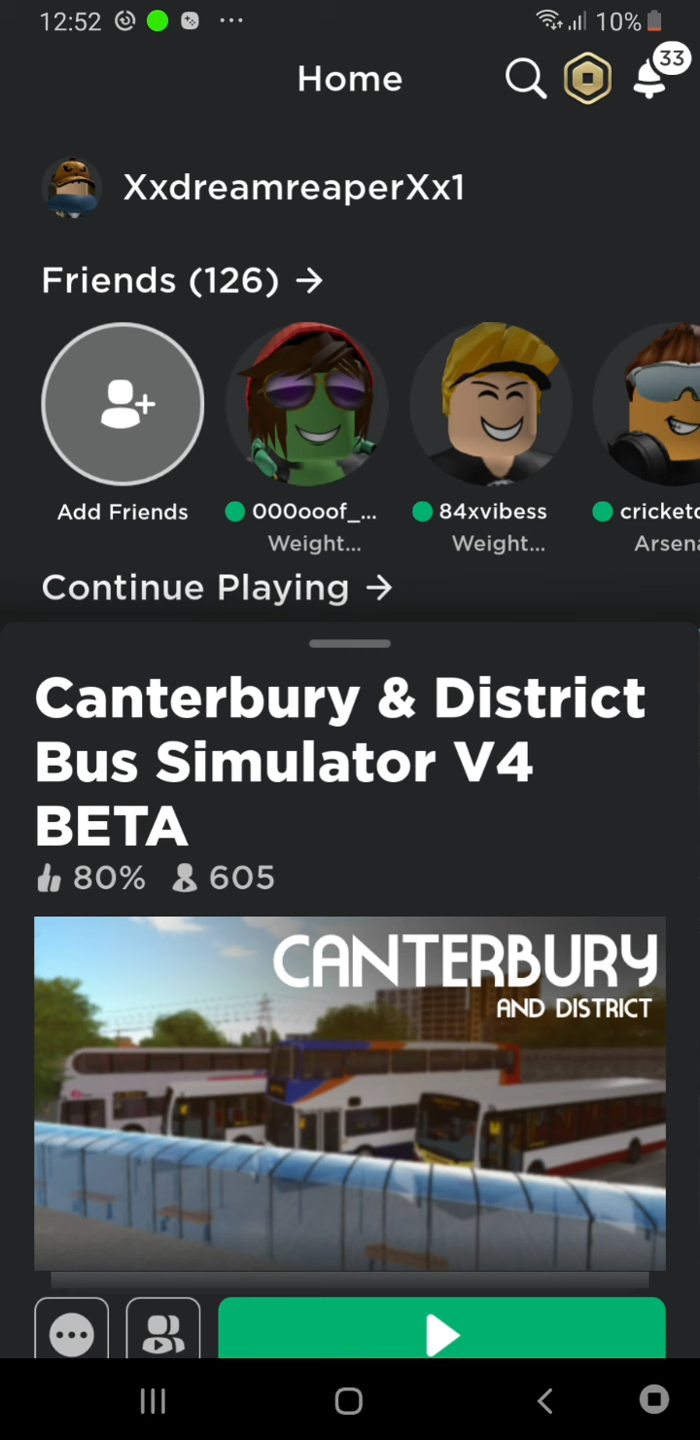 12:52
10%
Home
33
XxdreamreaperXx1
Friends (126)
Add Friends
000ooof_...
84xvibess
Weight...
Weight...
Continue Playing
Canterbury & District
Bus Simulator V4
BETA
80% 605
CANTERBURY
AND DISTRICT